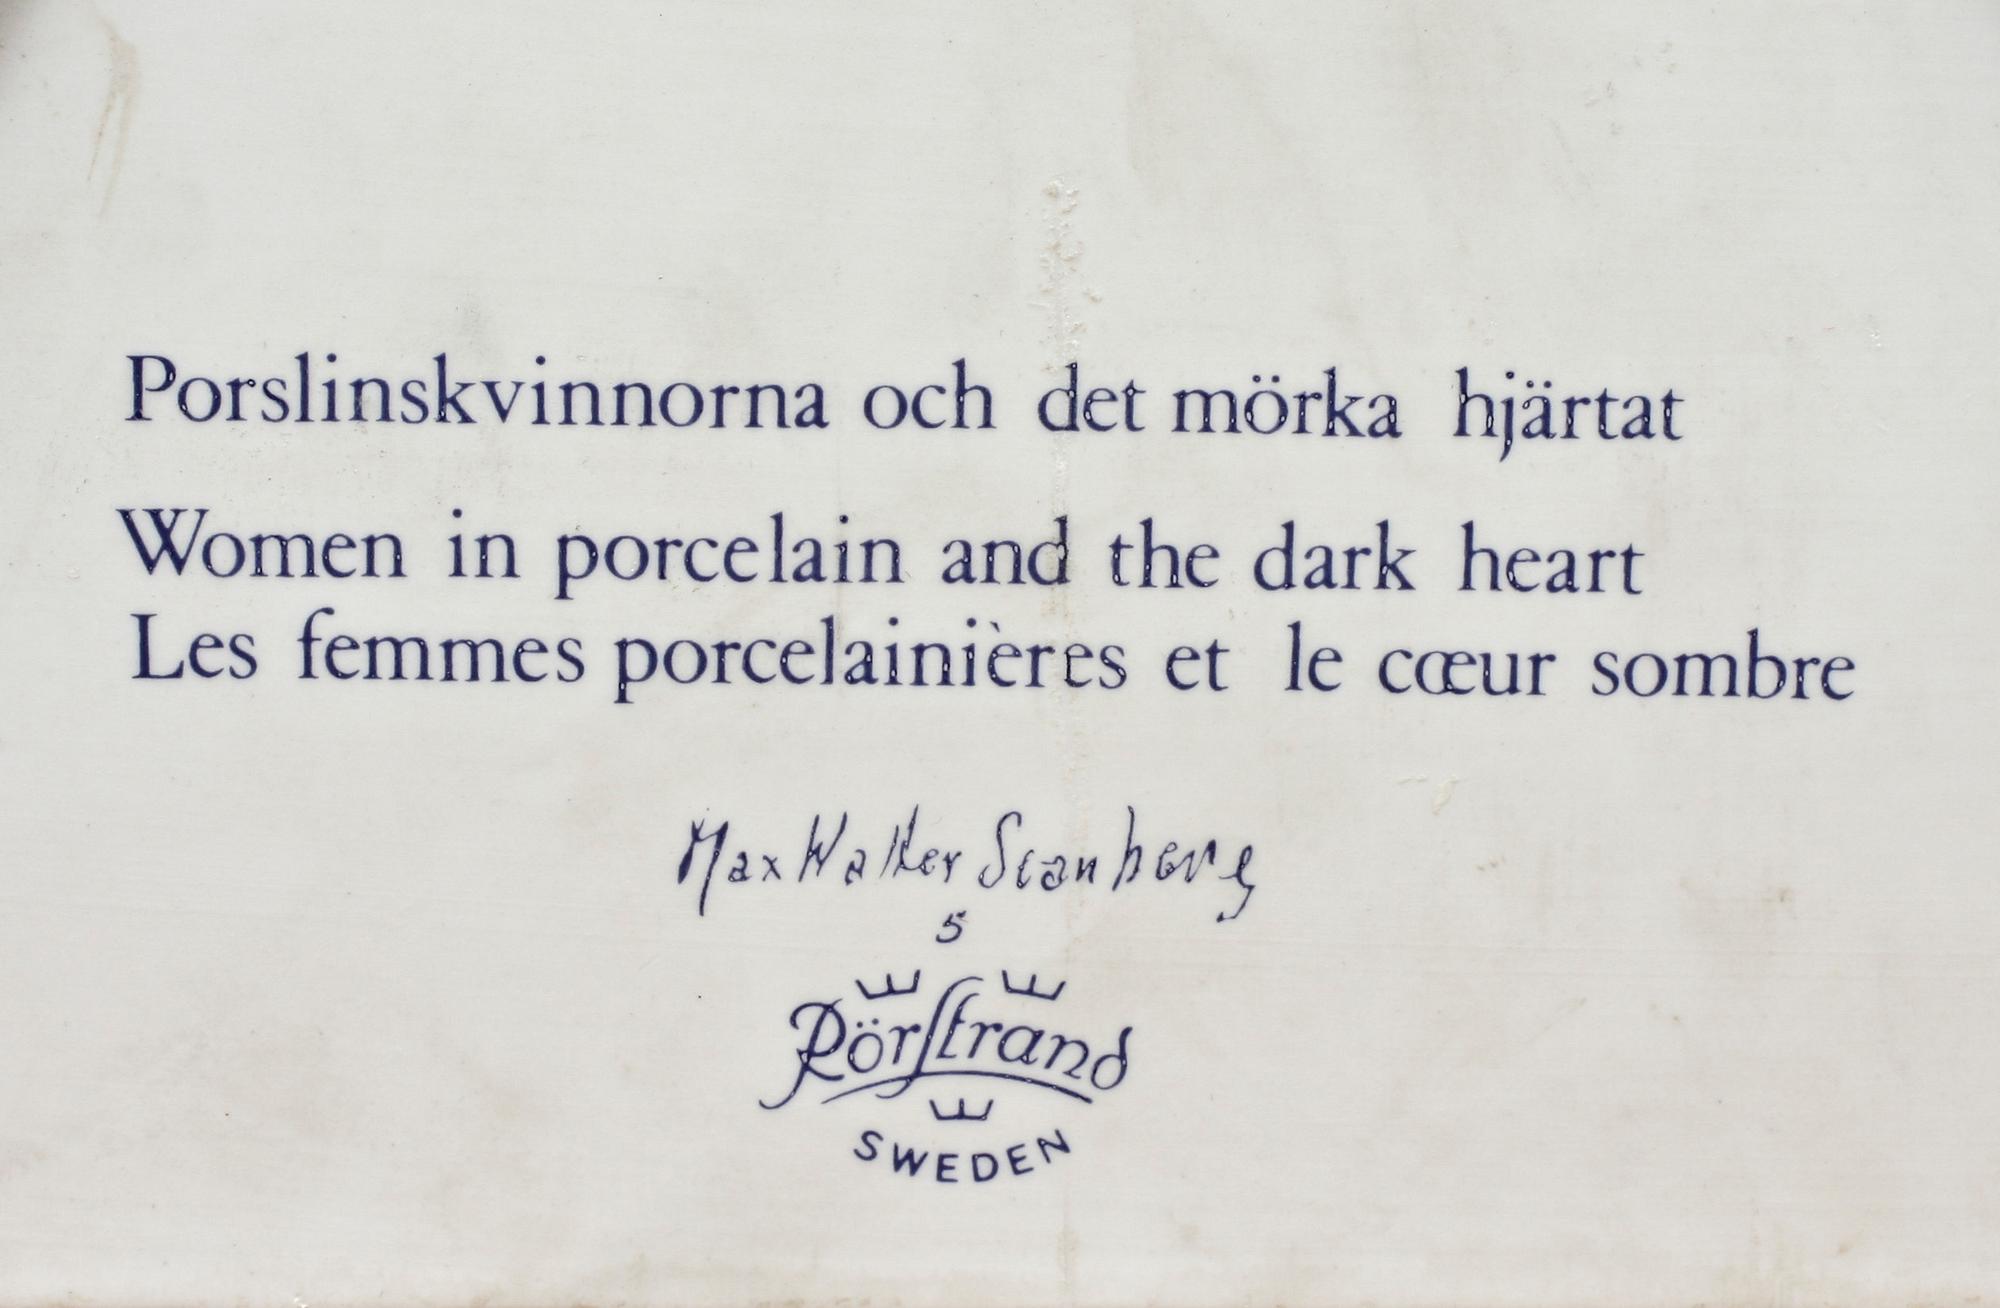 Porslinskvinnorna och det mörka hjärtat
Women in porcelain and the dark heart
Les femmes porcelainières et le cœur sombre
Max Walter Svanberg
5
Rörstrand
SWEDEN